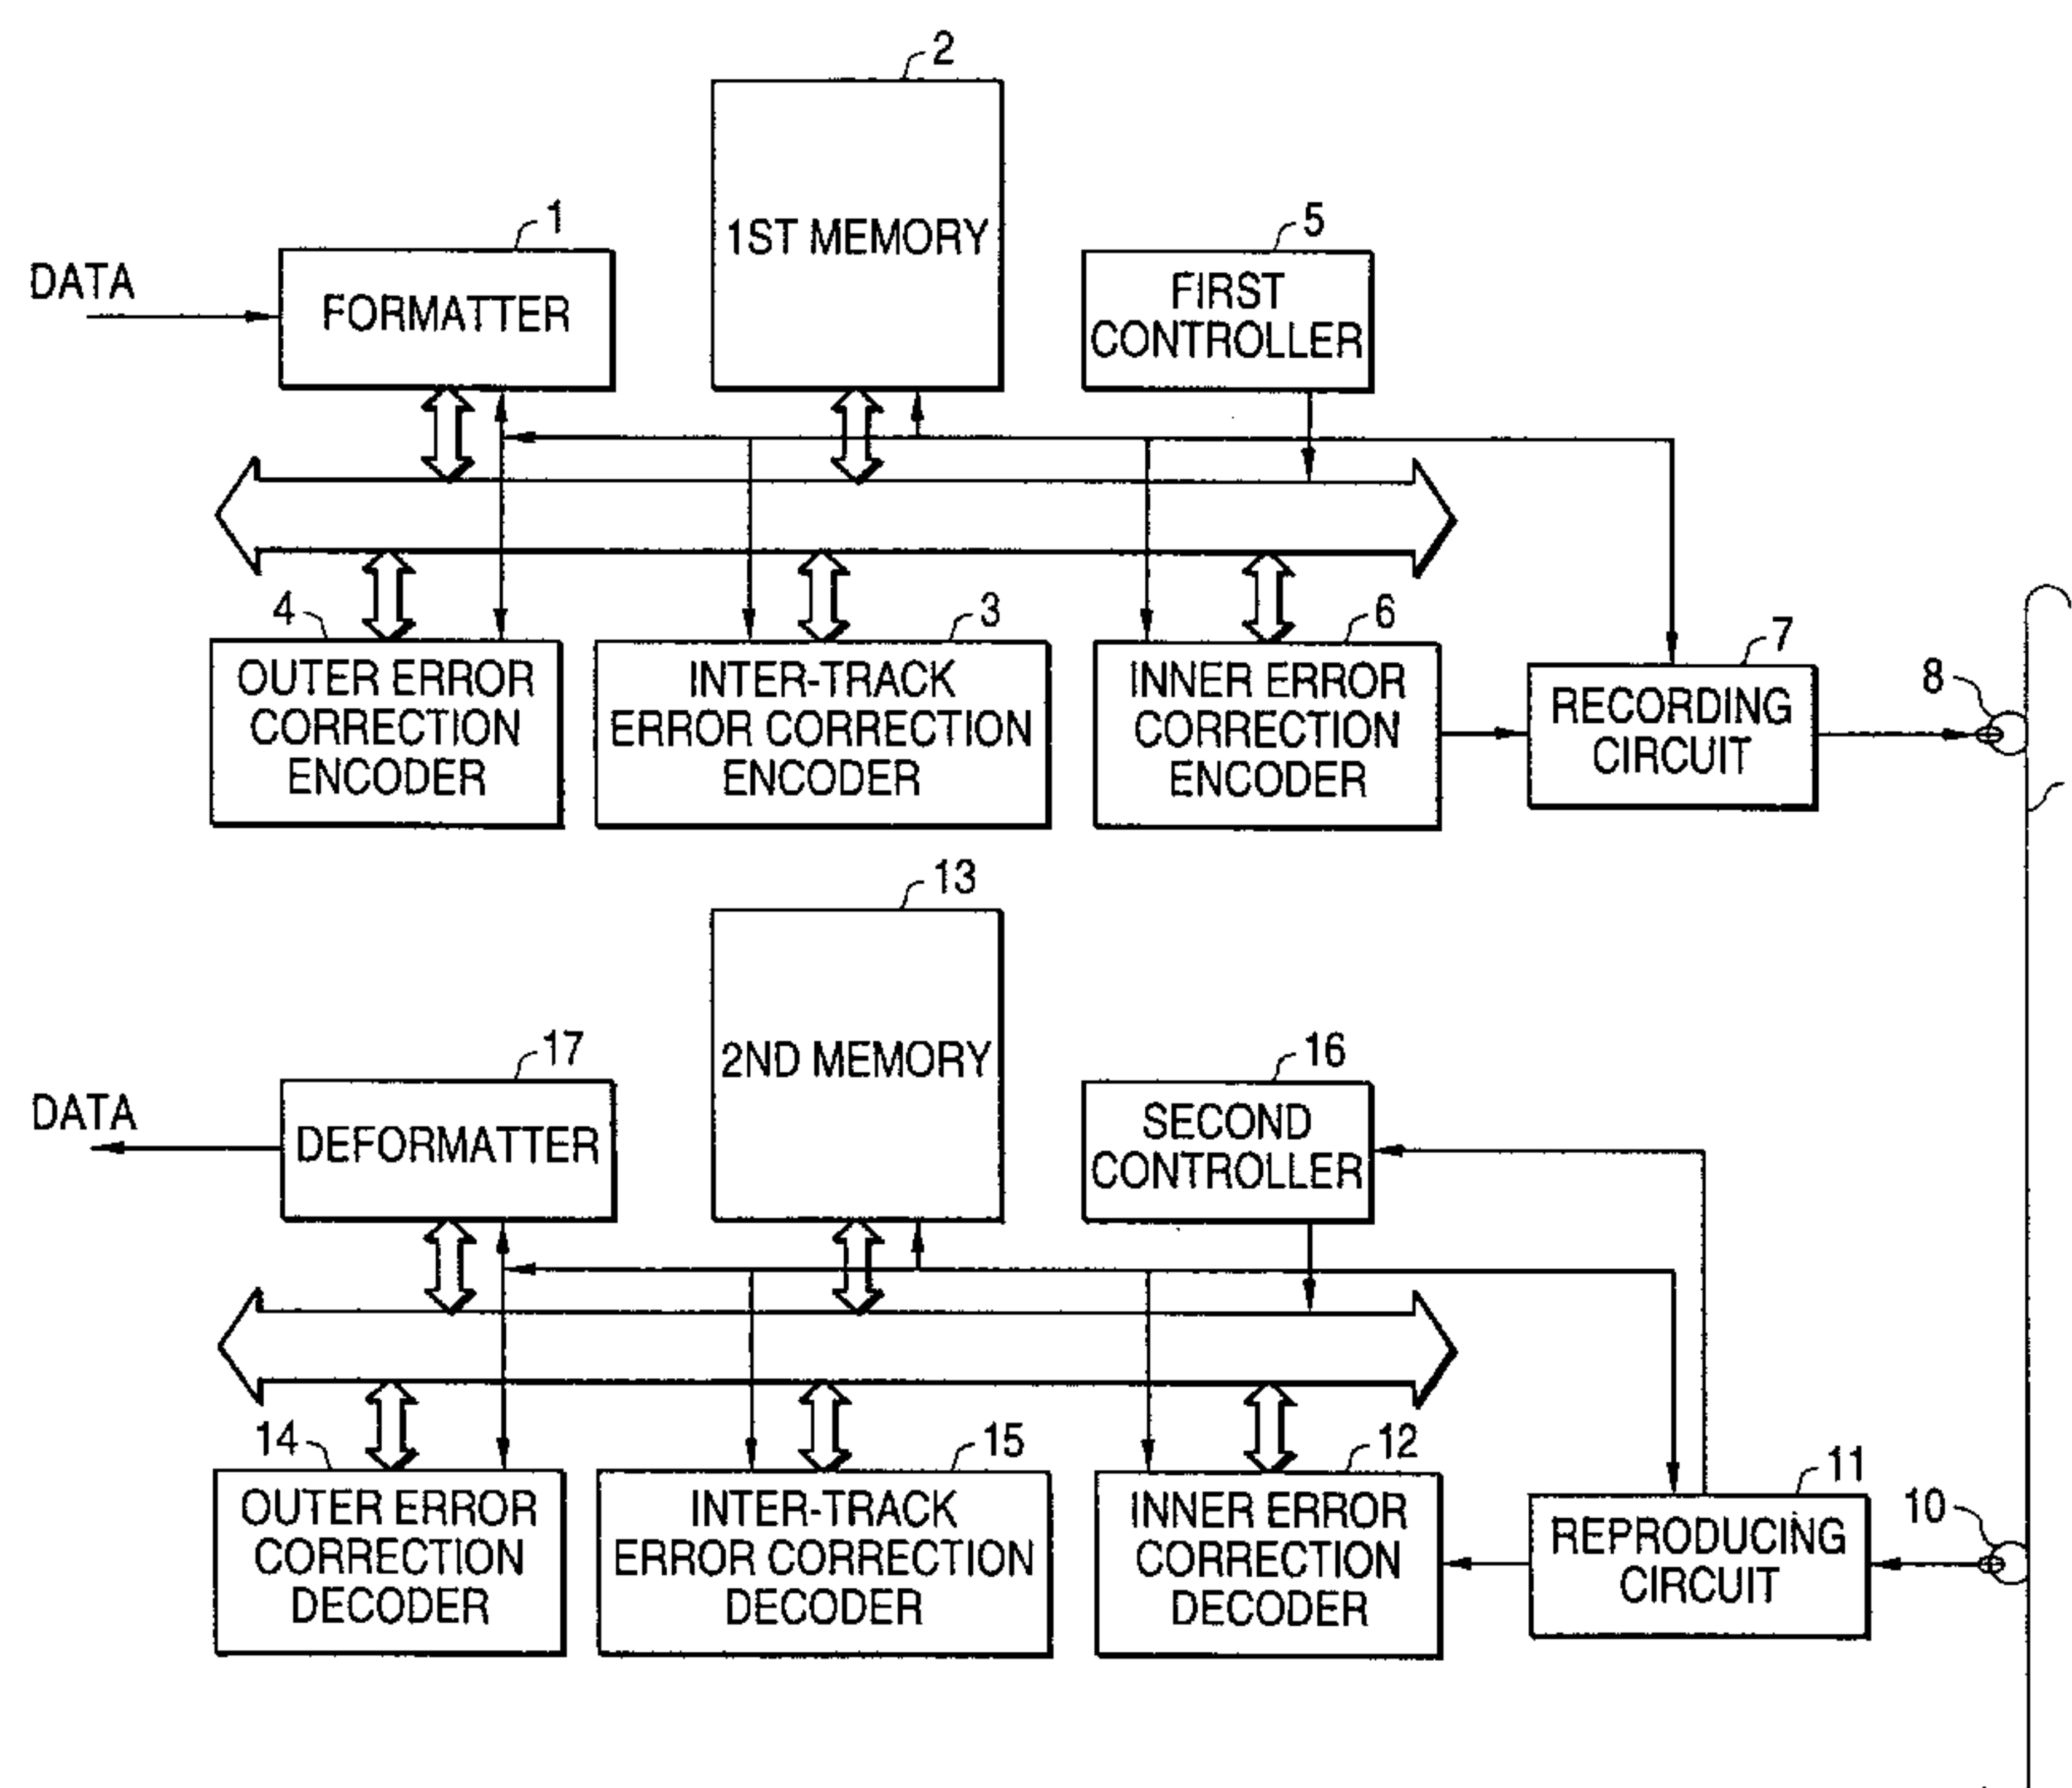 2
1
5
DATA
FORMATTER
1ST MEMORY
FIRST
CONTROLLER
4
3
6
7
8
OUTER ERROR
CORRECTION
ENCODER
INTER-TRACK
ERROR CORRECTION
ENCODER
INNER ERROR
CORRECTION
ENCODER
RECORDING
CIRCUIT
13
17
16
DATA
DEFORMATTER
2ND MEMORY
SECOND
CONTROLLER
14
15
12
11
10
OUTER ERROR
CORRECTION
DECODER
INTER-TRACK
ERROR CORRECTION
DECODER
INNER ERROR
CORRECTION
DECODER
REPRODUCING
CIRCUIT